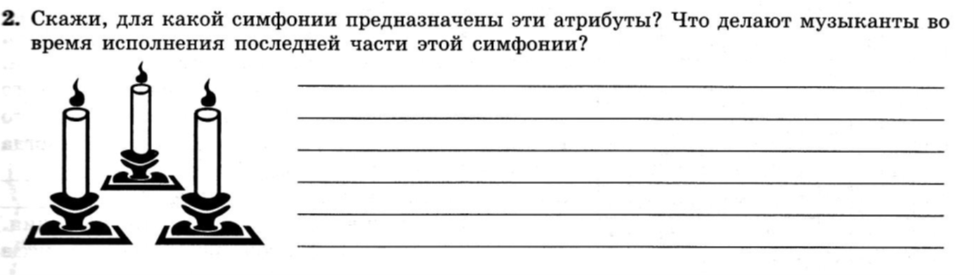 2. Скажи, для какой симфонии предназначены эти атрибуты? Что делают музыканты во
время исполнения последней части этой симфонии?